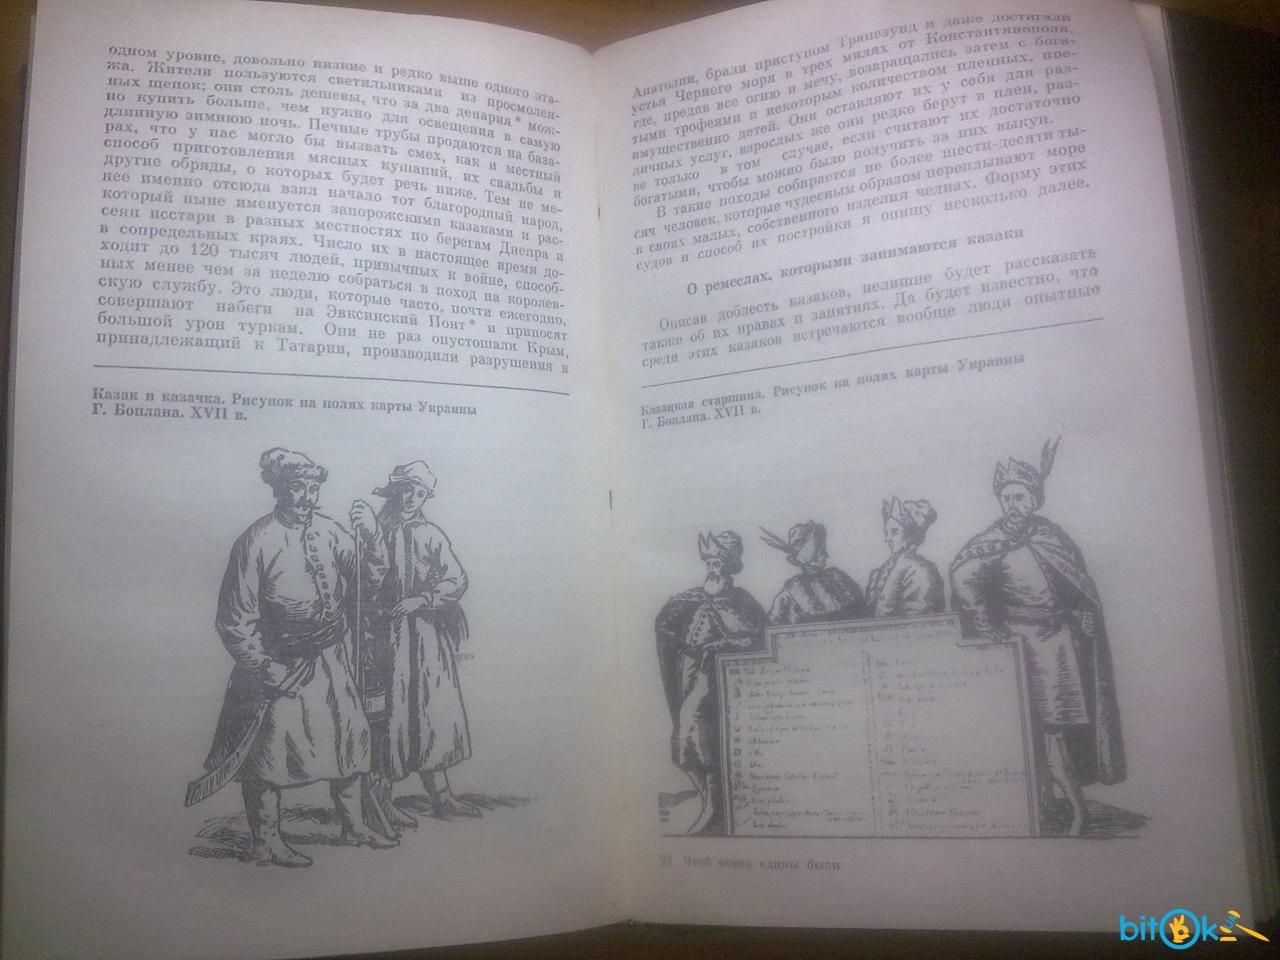 одном уровне, довольно низкие и редко выше одного эта-
жа. Жители пользуются светильниками из просмолен-
ных щепок; они столь дешевы, что за два денария* мож-
но купить больше, чем нужно для освещения в самую
длинную зимнюю ночь. Печные трубы продаются на база-
рах, что у нас могло бы вызвать смех, как и местный
способ приготовления мясных кушаний, их свадьбы и
другие обряды, о которых будет речь ниже. Тем не ме-
нее именно отсюда взял начало тот благородный народ,
который ныне именуется запорожскими казаками и рас-
сеян исстари в разных местностях по берегам Днепра и
в сопредельных краях. Число их в настоящее время до-
ходит до 120 тысяч людей, привычных к войне, способ-
ных менее чем за неделю собраться в поход на королев-
скую службу. Это люди, которые часто, почти ежегодно,
совершают набеги на Эвксинский Понт* и приносят
большой урон туркам. Они не раз опустошали Крым,
принадлежащий к Татарии, производили разрушения в
Казак и казачка. Рисунок на полях карты Украины
Г. Боплана. XVII в.
Анатолии, брали приступом Трапезунд и даже достигали
устья Черного моря в трех милях от Константинополя,
где, предав все огню и мечу, возвращались затем с бога-
тыми трофеями и некоторым количеством пленных, пре-
имущественно детей. Они оставляют их у себя для раз-
личных услуг, взрослых же они редко берут в плен, раз-
ве только в том случае, если считают их достаточно
богатыми, чтобы можно было получить за них выкуп.
В такие походы собирается не более шести-десяти ты-
сяч человек, которые чудесным образом переплывают море
в своих малых, собственного изделия челнах. Форму этих
судов и способ их постройки я опишу несколько далее.
О ремеслах, которыми занимаются казаки
Описав доблесть казаков, нелишне будет рассказать
также об их нравах и занятиях. Да будет известно, что
среди этих казаков встречаются вообще люди опытные
Казацкая старшина. Рисунок на полях карты Украины
Г. Боплана. XVII в.
23 Чтоб вовек едины были
bitOk